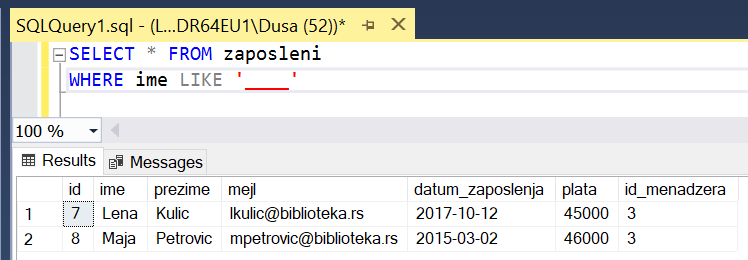 SQLQuery1.sql - (L...DR64EU1\Dusa (52))*
SELECT * FROM zaposleni
WHERE ime LIKE '____'
100 %
Results Messages
id ime prezime mejl datum_zaposlenja plata id_menadzera
1 7 Lena Kulic lkulic@biblioteka.rs 2017-10-12 45000 3
2 8 Maja Petrovic mpetrovic@biblioteka.rs 2015-03-02 46000 3